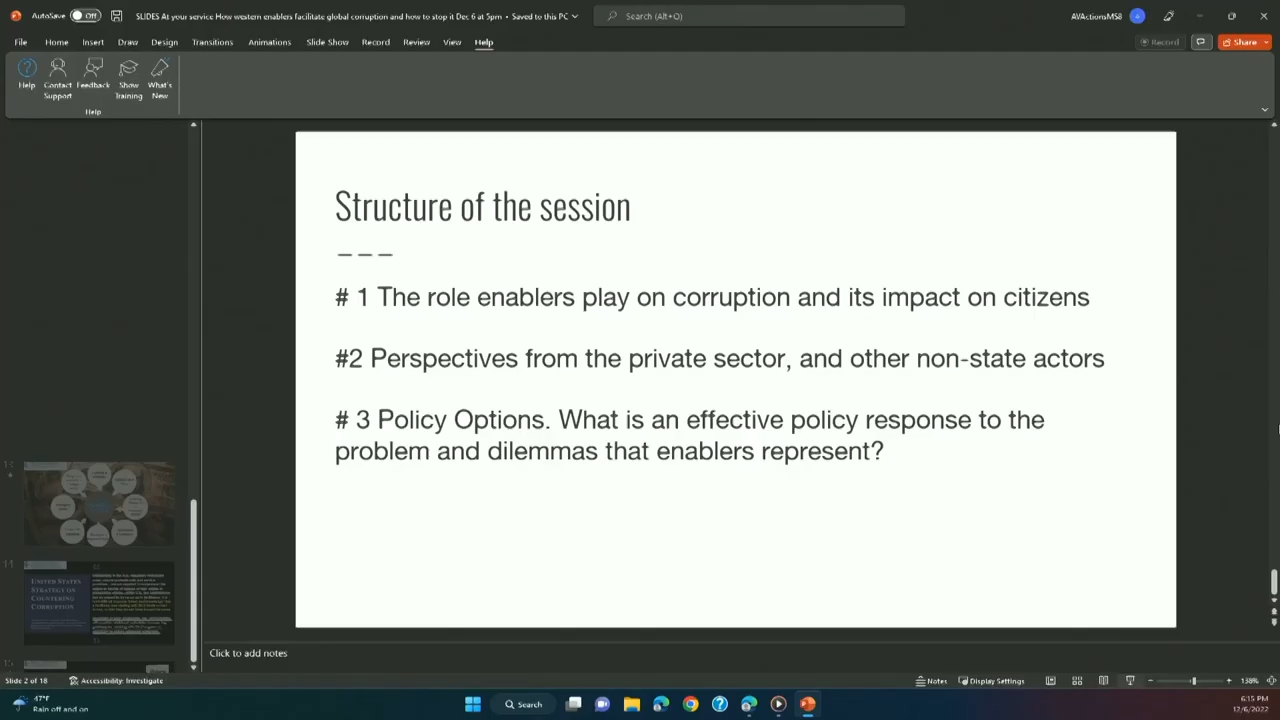 AutoSave Off SLIDES At your service How western enablers facilitate global corruption and how to stop it Dec 6 at 5pm • Saved to this PC Search (Alt+Q) AVActionsMS8
File Home Insert Draw Design Transitions Animations Slide Show Record Review View Help Record Share
Help Contact Support Feedback Show Training What's New
Help
Structure of the session
# 1 The role enablers play on corruption and its impact on citizens
#2 Perspectives from the private sector, and other non-state actors
# 3 Policy Options. What is an effective policy response to the
problem and dilemmas that enablers represent?
13
14
UNITED STATES
STRATEGY ON
COUNTERING
CORRUPTION
15
Click to add notes
Slide 2 of 18 Accessibility: Investigate Notes Display Settings 138%
47°F
Rain off and on
Search
6:15 PM
12/6/2022